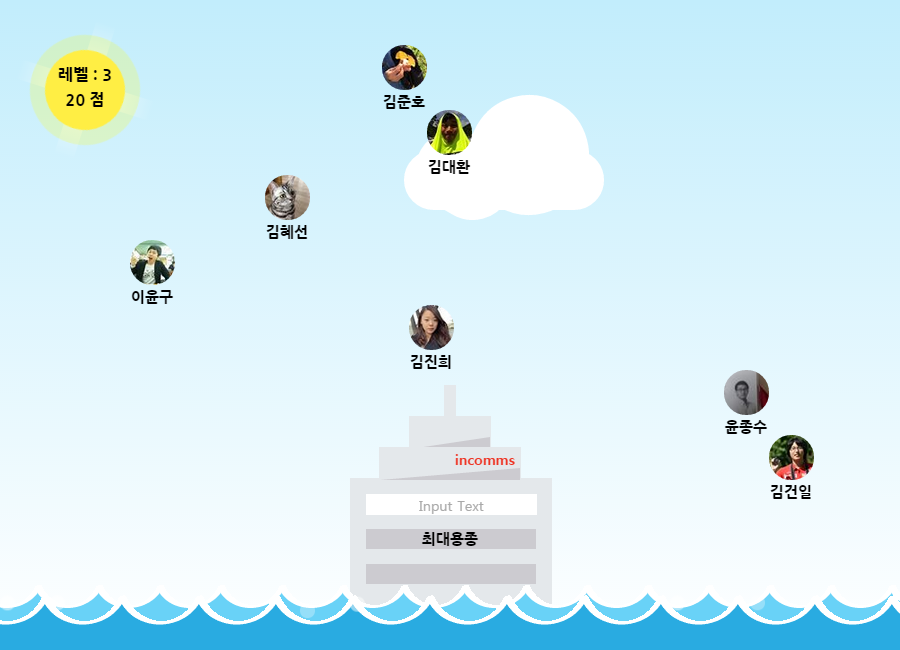 레벨 : 3
20 점
김준호
김대환
김혜선
이윤구
김진희
윤종수
김건일
incomms
Input Text
최대용종